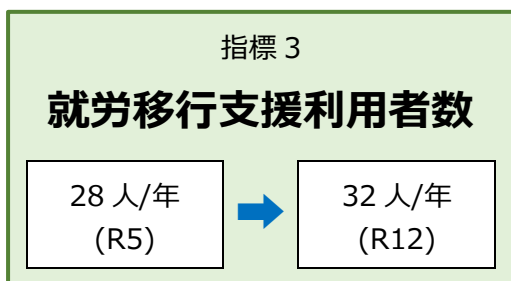 指標 3
就労移行支援利用者数
28 人/年
(R5)
32 人/年
(R12)